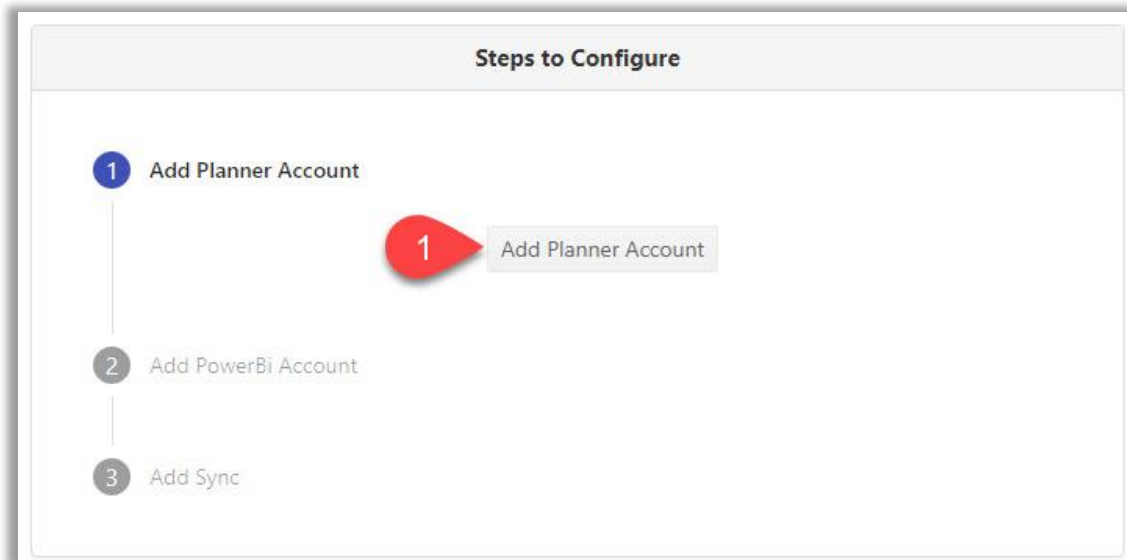 Steps to Configure
1 Add Planner Account
1 Add Planner Account
2 Add PowerBi Account
3 Add Sync